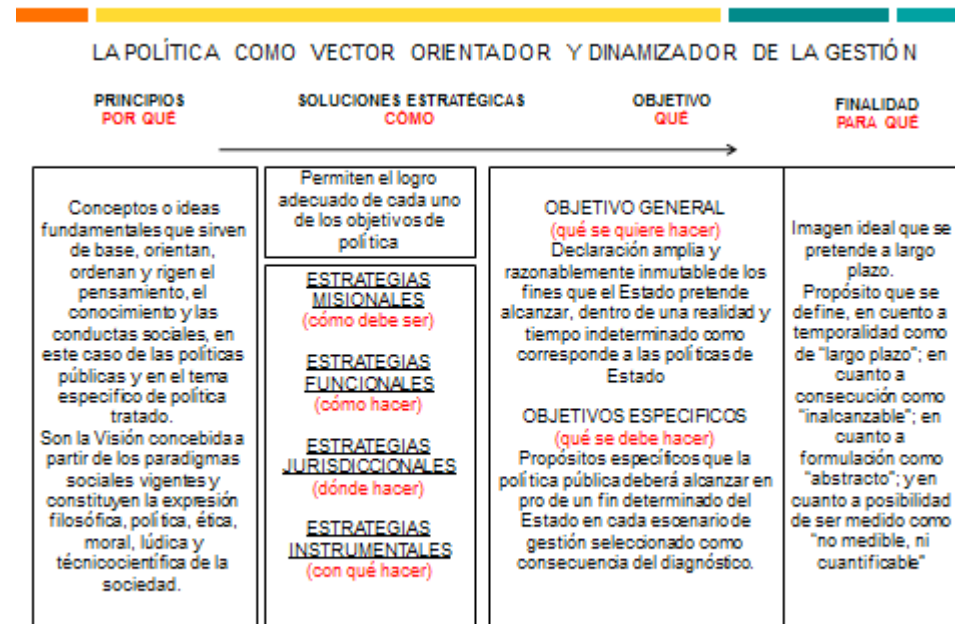 LA POLÍTICA COMO VECTOR ORIENTADOR Y DINAMIZADOR DE LA GESTIÓN
PRINCIPIOS
POR QUÉ
SOLUCIONES ESTRATÉGICAS
CÓMO
OBJETIVO
QUÉ
FINALIDAD
PARA QUÉ
Conceptos o ideas
fundamentales que sirven
de base, orientan,
ordenan y rigen el
pensamiento, el
conocimiento y las
conductas sociales, en
este caso de las políticas
públicas y en el tema
especifico de política
tratado.
Son la Visión concebida a
partir de los paradigmas
sociales vigentes y
constituyen la expresión
filosófica, política, ética,
moral, lúdica y
técnicocientífica de la
sociedad.
Permiten el logro
adecuado de cada uno
de los objetivos de
política
ESTRATEGIAS
MISIONALES
(cómo debe ser)
ESTRATEGIAS
FUNCIONALES
(cómo hacer)
ESTRATEGIAS
JURISDICCIONALES
(dónde hacer)
ESTRATEGIAS
INSTRUMENTALES
(con qué hacer)
OBJETIVO GENERAL
(qué se quiere hacer)
Declaración amplia y
razonablemente inmutable de los
fines que el Estado pretende
alcanzar, dentro de una realidad y
tiempo indeterminado como
corresponde a las políticas de
Estado
OBJETIVOS ESPECIFICOS
(qué se debe hacer)
Propósitos específicos que la
política pública deberá alcanzar en
pro de un fin determinado del
Estado en cada escenario de
gestión seleccionado como
consecuencia del diagnóstico.
Imagen ideal que se
pretende a largo
plazo.
Propósito que se
define, en cuento a
temporalidad como
de "largo plazo"; en
cuanto a
consecución como
"inalcanzable"; en
cuanto a
formulación como
"abstracto"; y en
cuanto a posibilidad
de ser medido como
"no medible, ni
cuantificable"